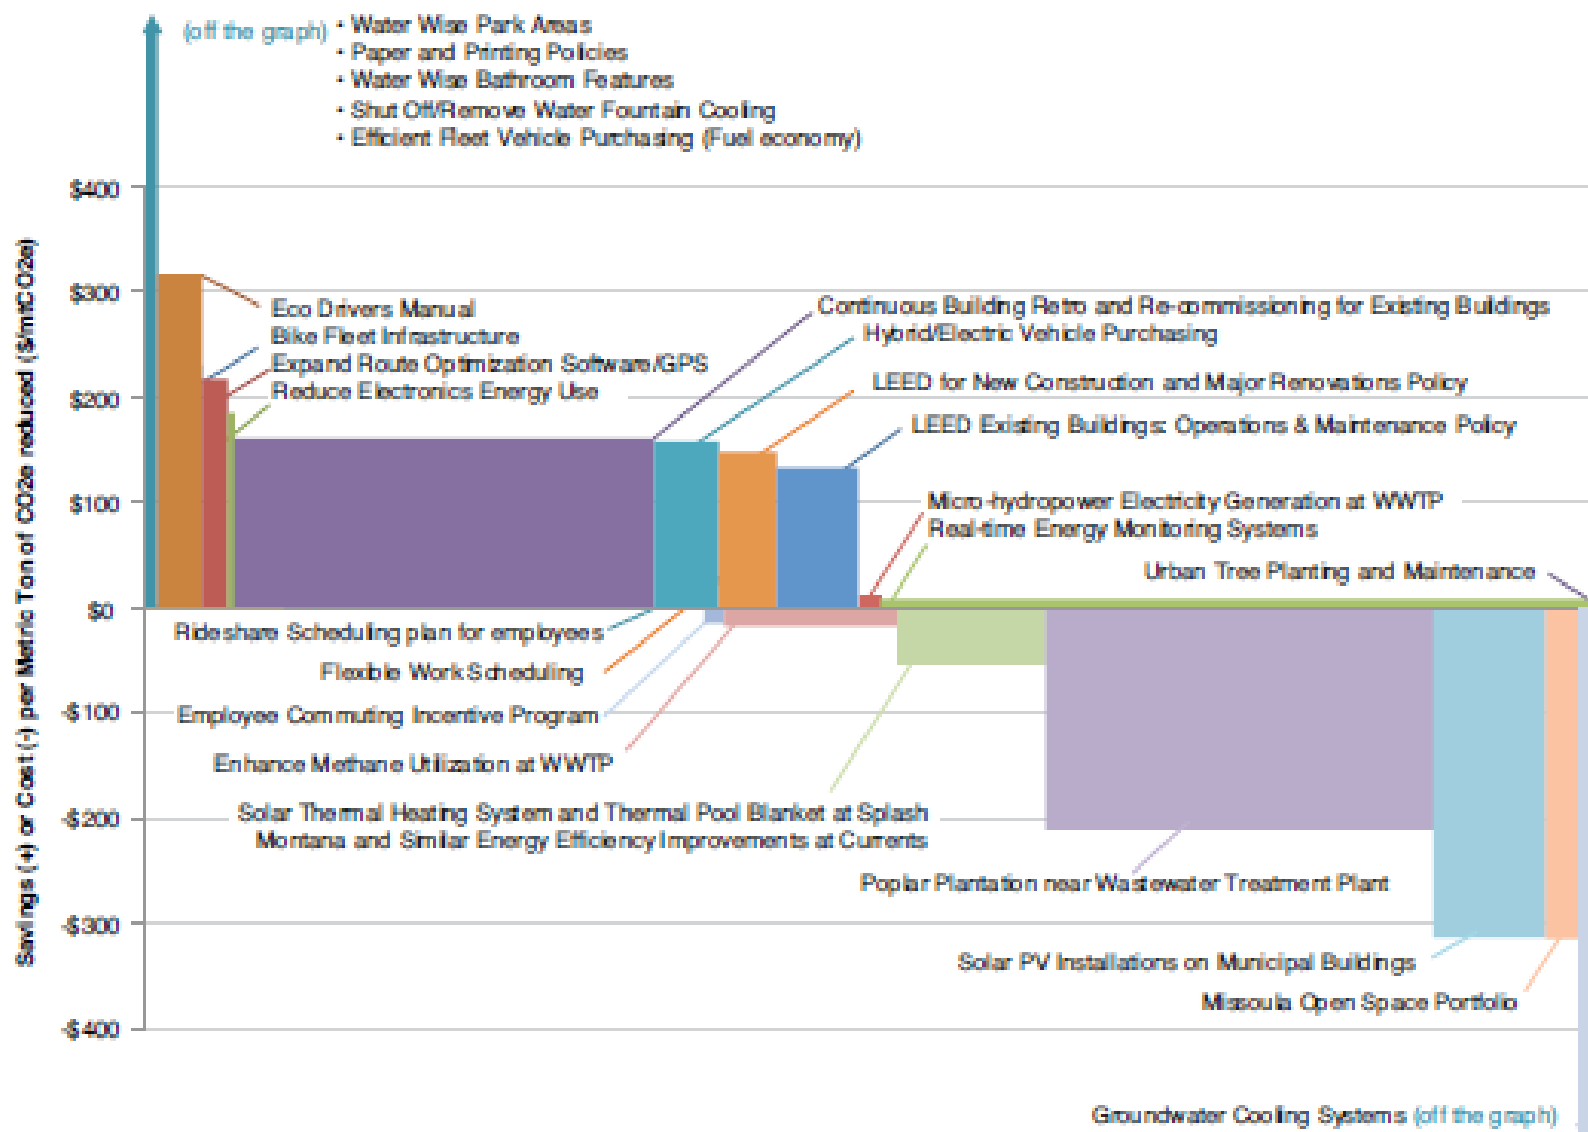 (off the graph)
• Water Wise Park Areas
• Paper and Printing Policies
• Water Wise Bathroom Features
• Shut Off/Remove Water Fountain Cooling
• Efficient Fleet Vehicle Purchasing (Fuel economy)
Savings (+) or Cost (-) per Metric Ton of CO2e reduced ($/mtCO2e)
$400
$300
$200
$100
$0
-$100
-$200
-$300
-$400
Eco Drivers Manual
Bike Fleet Infrastructure
Expand Route Optimization Software/GPS
Reduce Electronics Energy Use
Continuous Building Retro and Re-commissioning for Existing Buildings
Hybrid/Electric Vehicle Purchasing
LEED for New Construction and Major Renovations Policy
LEED Existing Buildings: Operations & Maintenance Policy
Micro-hydropower Electricity Generation at WWTP
Real-time Energy Monitoring Systems
Urban Tree Planting and Maintenance
Rideshare Scheduling plan for employees
Flexible Work Scheduling
Employee Commuting Incentive Program
Enhance Methane Utilization at WWTP
Solar Thermal Heating System and Thermal Pool Blanket at Splash
Montana and Similar Energy Efficiency Improvements at Currents
Poplar Plantation near Wastewater Treatment Plant
Solar PV Installations on Municipal Buildings
Missoula Open Space Portfolio
Groundwater Cooling Systems (off the graph)